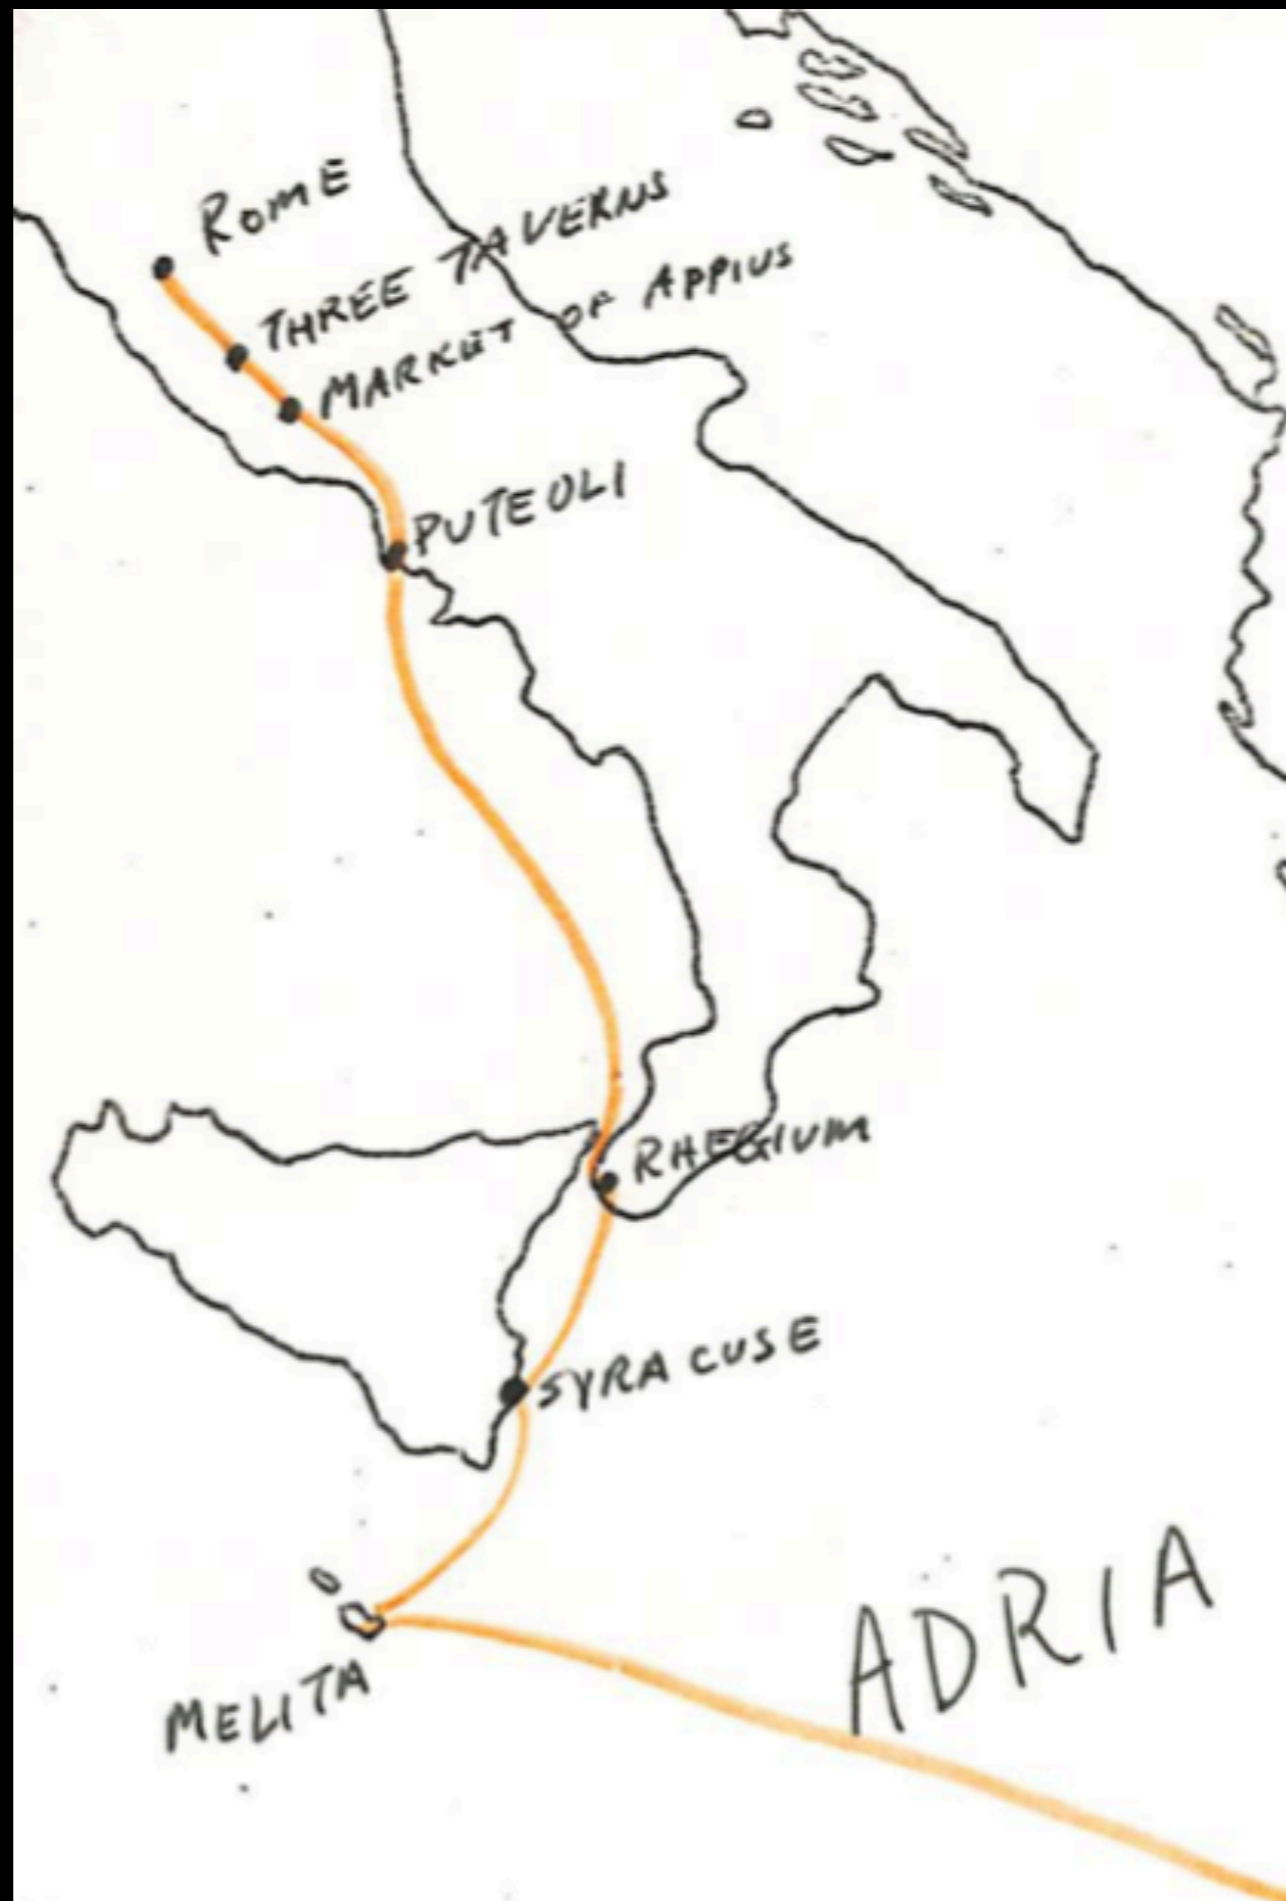 ROME
THREE TAVERNS
MARKET OF APPIUS
PUTEOLI
RHEGIUM
SYRACUSE
ADRIA
MELITA